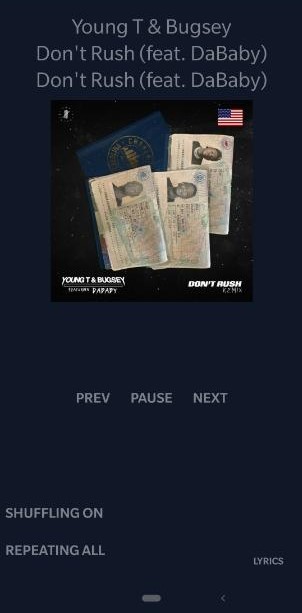 Young T & Bugsey
Don't Rush (feat. DaBaby)
Don't Rush (feat. DaBaby)
YOUNG T & BUGSEY
FEATURING DABABY
DON'T RUSH
REMIX
PREV PAUSE NEXT
SHUFFLING ON
REPEATING ALL
LYRICS